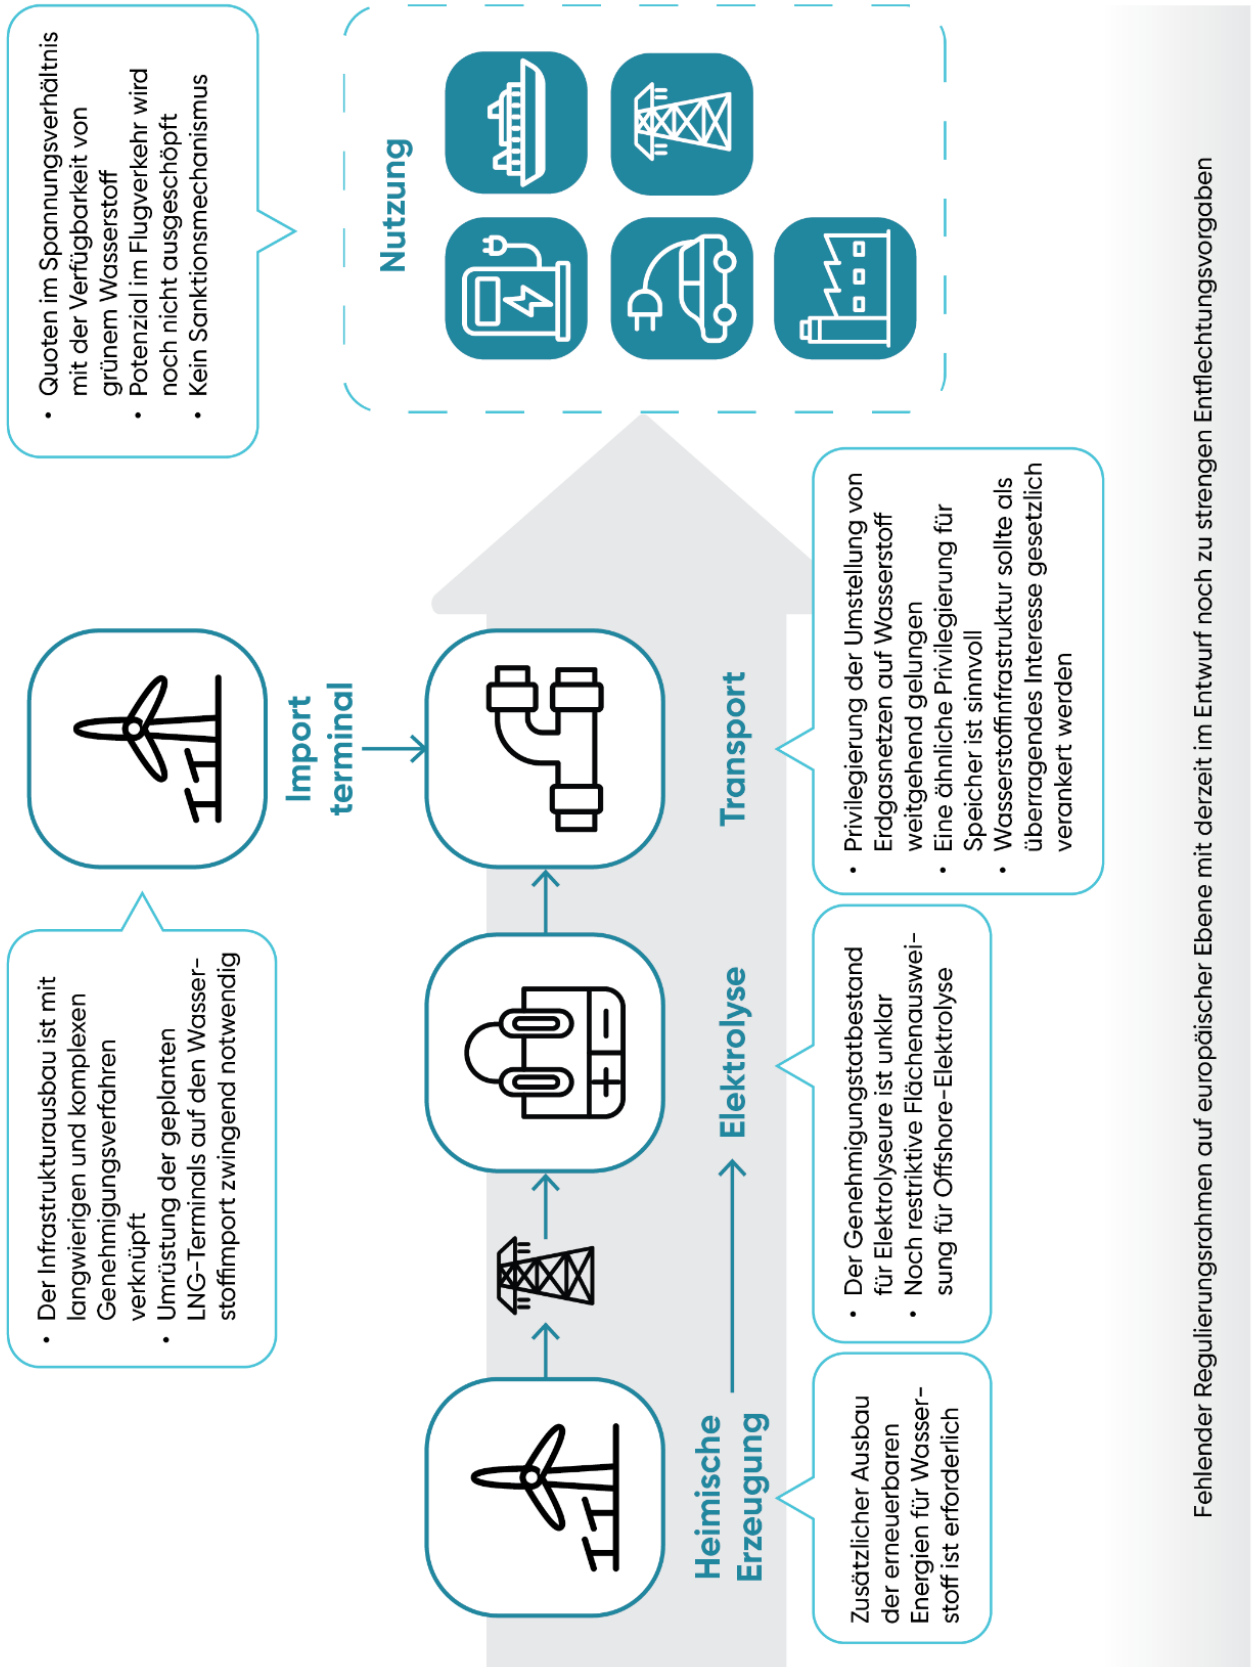 • Der Infrastrukturausbau ist mit
langwierigen und komplexen
Genehmigungsverfahren
verknüpft
• Umrüstung der geplanten
LNG-Terminals auf den Wasser-
stoffimport zwingend notwendig
Import
terminal
• Quoten im Spannungsverhältnis
mit der Verfügbarkeit von
grünem Wasserstoff
• Potenzial im Flugverkehr wird
noch nicht ausgeschöpft
• Kein Sanktionsmechanismus
Nutzung
Heimische
Erzeugung
Elektrolyse
Transport
Zusätzlicher Ausbau
der erneuerbaren
Energien für Wasser-
stoff ist erforderlich
• Der Genehmigungstatbestand
für Elektrolyseure ist unklar
• Noch restriktive Flächenauswei-
sung für Offshore-Elektrolyse
• Privilegierung der Umstellung von
Erdgasnetzen auf Wasserstoff
weitgehend gelungen
• Eine ähnliche Privilegierung für
Speicher ist sinnvoll
• Wasserstoffinfrastruktur sollte als
überragendes Interesse gesetzlich
verankert werden
Fehlender Regulierungsrahmen auf europäischer Ebene mit derzeit im Entwurf noch zu strengen Entflechtungsvorgaben